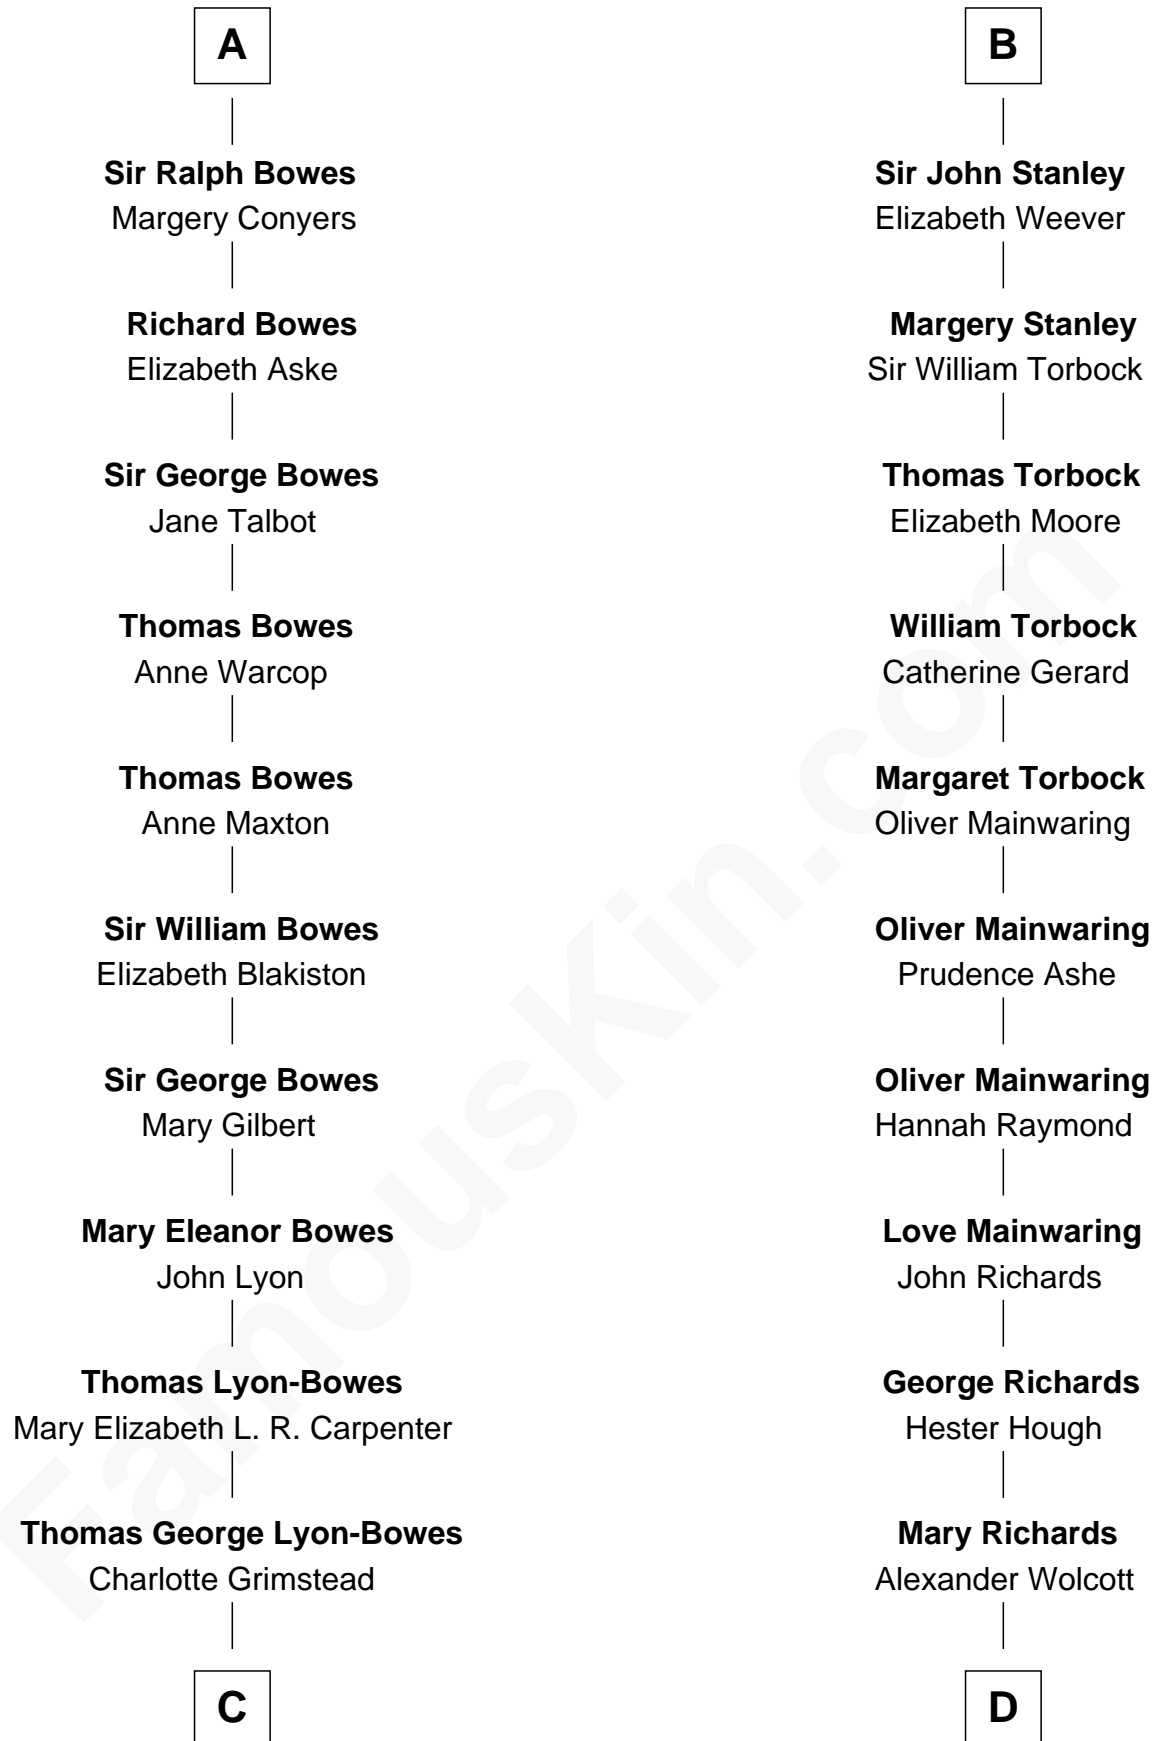 A
Sir Ralph Bowes
Margery Conyers
Richard Bowes
Elizabeth Aske
Sir George Bowes
Jane Talbot
Thomas Bowes
Anne Warcop
Thomas Bowes
Anne Maxton
Sir William Bowes
Elizabeth Blakiston
Sir George Bowes
Mary Gilbert
Mary Eleanor Bowes
John Lyon
Thomas Lyon-Bowes
Mary Elizabeth L. R. Carpenter
Thomas George Lyon-Bowes
Charlotte Grimstead
C
B
Sir John Stanley
Elizabeth Weever
Margery Stanley
Sir William Torbock
Thomas Torbock
Elizabeth Moore
William Torbock
Catherine Gerard
Margaret Torbock
Oliver Mainwaring
Oliver Mainwaring
Prudence Ashe
Oliver Mainwaring
Hannah Raymond
Love Mainwaring
John Richards
George Richards
Hester Hough
Mary Richards
Alexander Wolcott
D
FamousKin.com